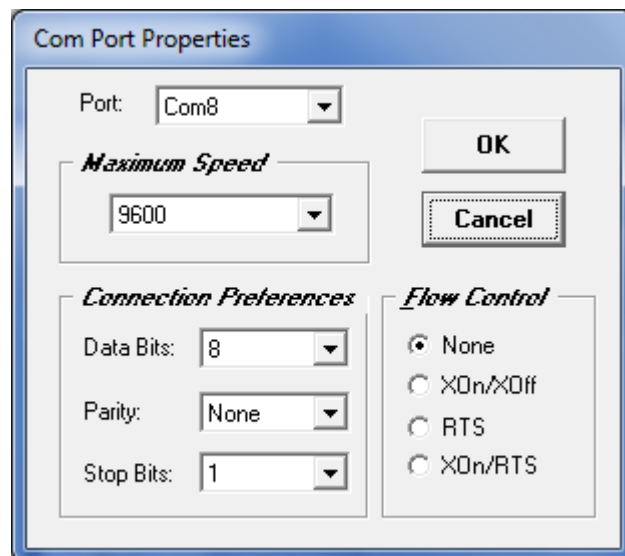 Com Port Properties
Port: Com8
OK
Maximum Speed
9600
Cancel
Connection Preferences
Data Bits: 8
Parity: None
Stop Bits: 1
Flow Control
None
XOn/XOff
RTS
XOn/RTS